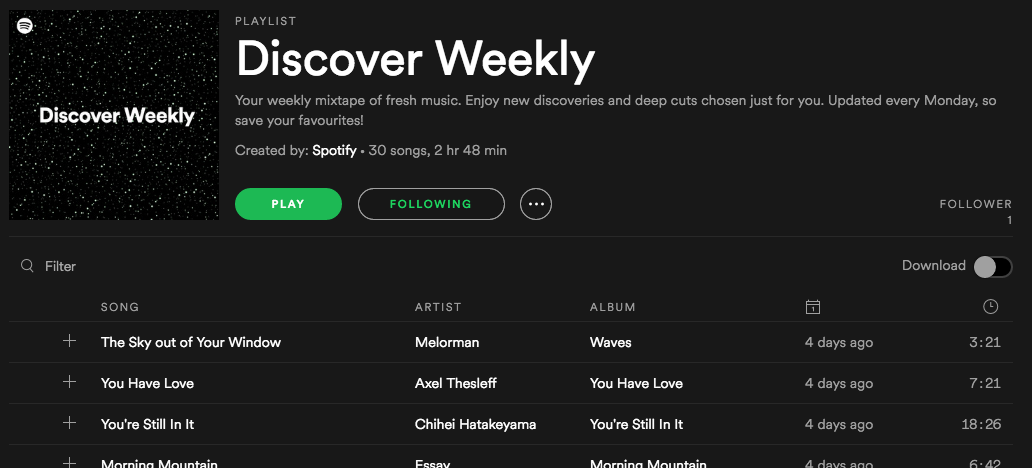 PLAYLIST
Discover Weekly
Discover Weekly
Your weekly mixtape of fresh music. Enjoy new discoveries and deep cuts chosen just for you. Updated every Monday, so
save your favourites!
Created by: Spotify • 30 songs, 2 hr 48 min
PLAY FOLLOWING
FOLLOWER
1
Filter Download
SONG ARTIST ALBUM
The Sky out of Your Window Melorman Waves 4 days ago 3:21
You Have Love Axel Thesleff You Have Love 4 days ago 7:21
You're Still In It Chihei Hatakeyama You're Still In It 4 days ago 18:26
Morning Mountain Essay Morning Mountain 4 days ago 6:42